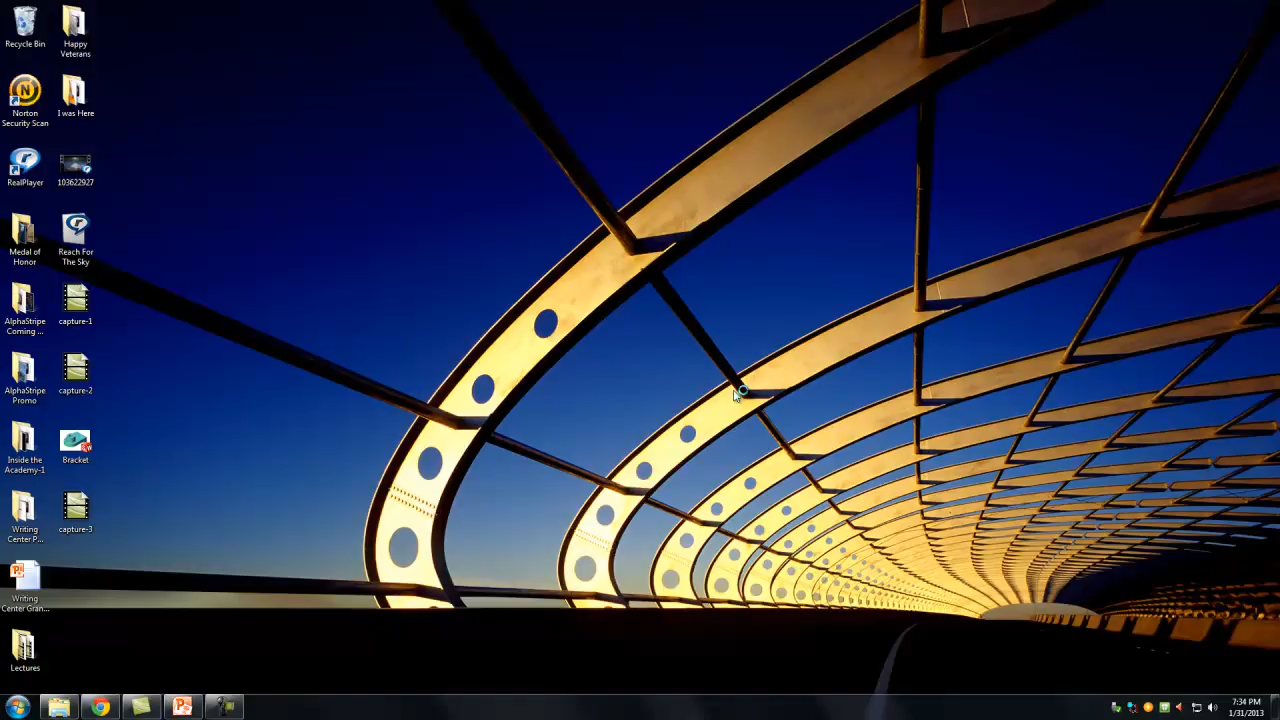 Recycle Bin
Happy
Veterans
Norton
Security Scan
I was Here
RealPlayer
103622927
Medal of
Honor
Reach For
The Sky
AlphaStripe
Coming ...
capture-1
AlphaStripe
Promo
capture-2
Inside the
Academy-1
Bracket
Writing
Center P...
capture-3
Writing
Center Gran...
Lectures
7:34 PM
1/31/2013